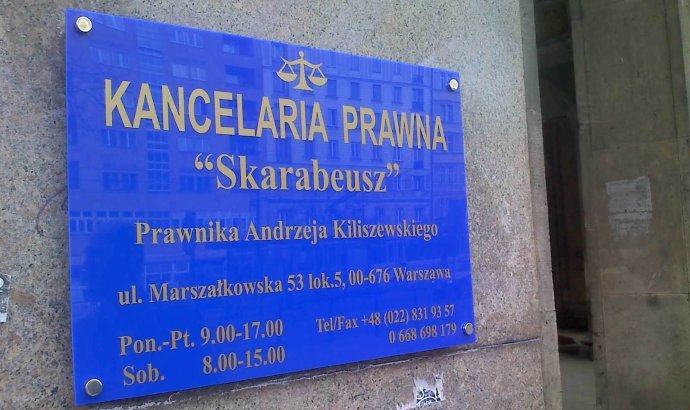 KANCELARIA PRAWNA
“Skarabeusz”
Prawnika Andrzeja Kiliszewskiego
ul. Marszałkowska 53 lok.5, 00-676 Warszawa
Pon.-Pt. 9.00-17.00
Sob. 8.00-15.00
Tel/Fax +48 (022) 831 93 57
0 668 698 179